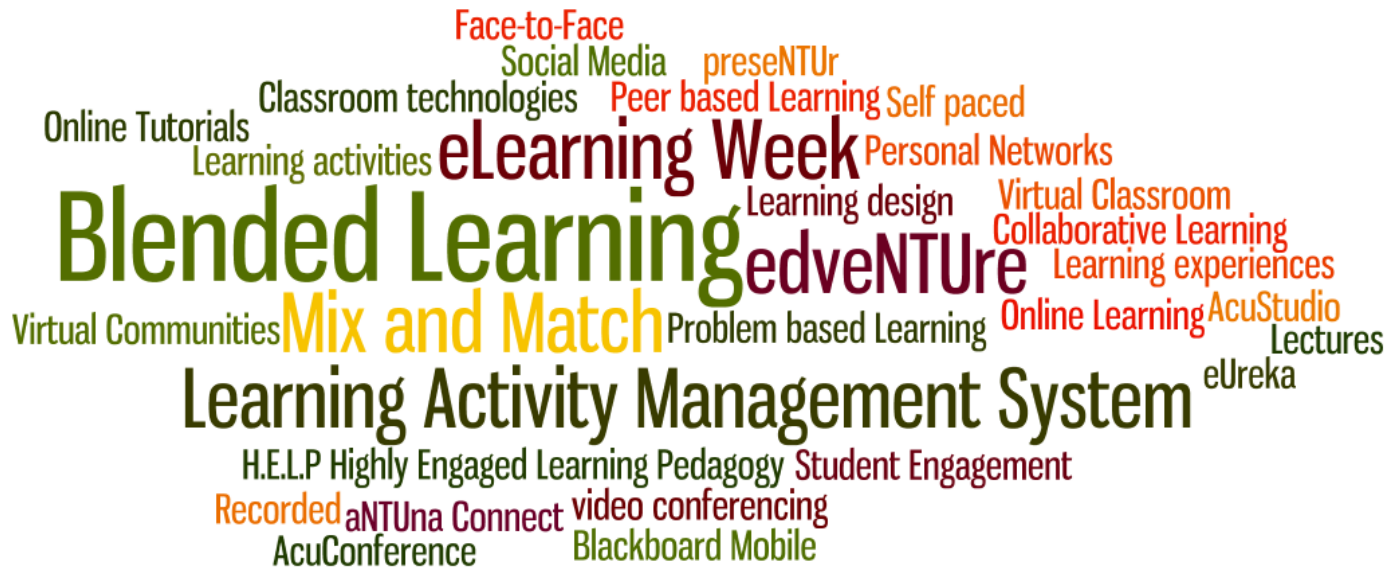 Face-to-Face
Social Media
preseNTUr
Classroom technologies
Peer based Learning
Self paced
Online Tutorials
Learning activities
eLearning Week
Personal Networks
Blended Learning
Learning design
Virtual Classroom
Collaborative Learning
edveNTUre
Learning experiences
Virtual Communities
Mix and Match
Problem based Learning
Online Learning
AcuStudio
Lectures
eUreka
Learning Activity Management System
H.E.L.P Highly Engaged Learning Pedagogy
Student Engagement
Recorded
aNTUna Connect
video conferencing
AcuConference
Blackboard Mobile